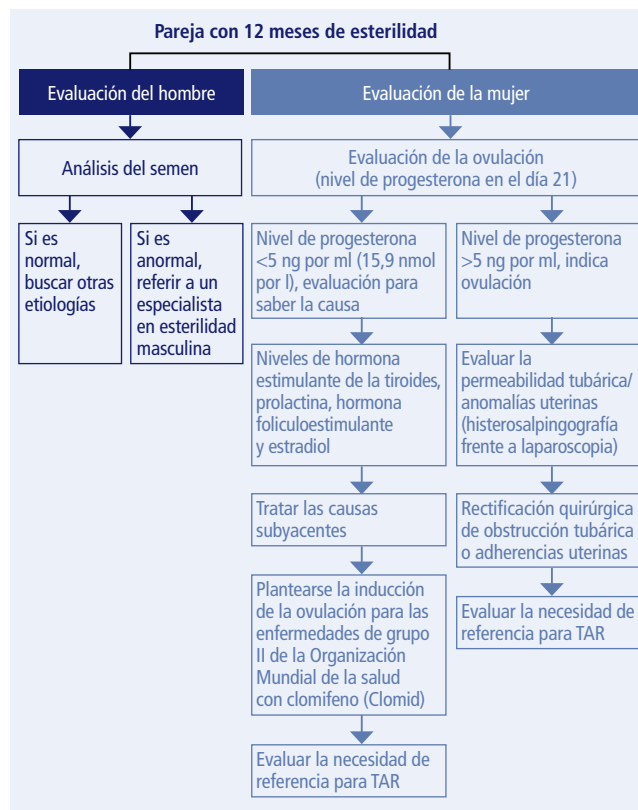 Pareja con 12 meses de esterilidad
Evaluación del hombre
Análisis del semen
Si es
normal,
buscar otras
etiologías
Si es
anormal,
referir a un
especialista
en esterilidad
masculina
Evaluación de la mujer
Evaluación de la ovulación
(nivel de progesterona en el día 21)
Nivel de progesterona
<5 ng por ml (15,9 nmol
por l), evaluación para
saber la causa
Niveles de hormona
estimulante de la tiroides,
prolactina, hormona
foliculoestimulante
y estradiol
Tratar las causas
subyacentes
Plantearse la inducción
de la ovulación para las
enfermedades de grupo
II de la Organización
Mundial de la salud
con clomifeno (Clomid)
Evaluar la necesidad de
referencia para TAR
Nivel de progesterona
>5 ng por ml, indica
ovulación
Evaluar la
permeabilidad tubárica/
anomalías uterinas
(histerosalpingografía
frente a laparoscopia)
Rectificación quirúrgica
de obstrucción tubárica
o adherencias uterinas
Evaluar la necesidad de
referencia para TAR